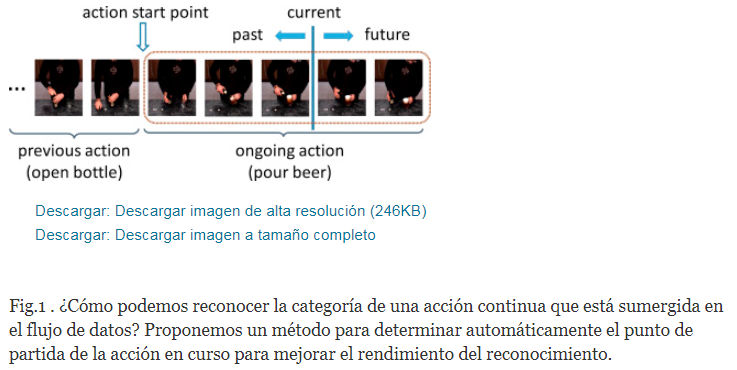 action start point
current
past
future
...
previous action
(open bottle)
ongoing action
(pour beer)
Descargar: Descargar imagen de alta resolución (246KB)
Descargar: Descargar imagen a tamaño completo
Fig.1 . ¿Cómo podemos reconocer la categoría de una acción continua que está sumergida en
el flujo de datos? Proponemos un método para determinar automáticamente el punto de
partida de la acción en curso para mejorar el rendimiento del reconocimiento.